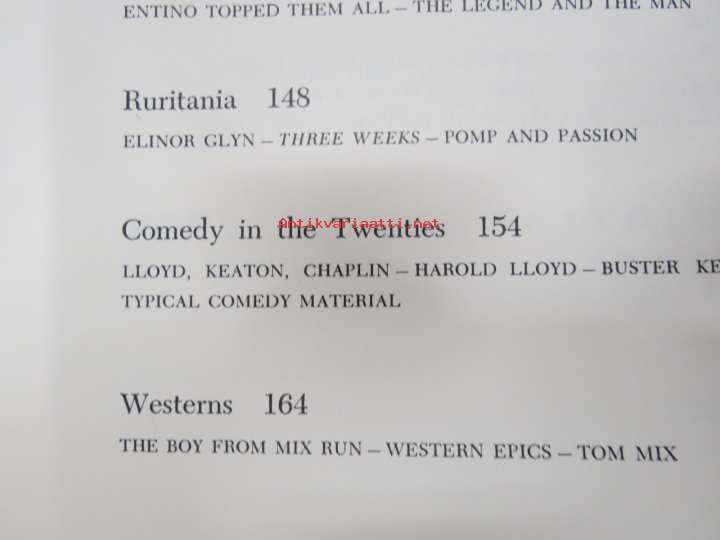 ENTINO TOPPED THEM ALL – THE LEGEND AND THE MAN
Ruritania 148
ELINOR GLYN – THREE WEEKS – POMP AND PASSION
Antikvariaatti.net
Comedy in the Twenties 154
LLOYD, KEATON, CHAPLIN – HAROLD LLOYD – BUSTER KE
TYPICAL COMEDY MATERIAL
Westerns 164
THE BOY FROM MIX RUN – WESTERN EPICS – TOM MIX